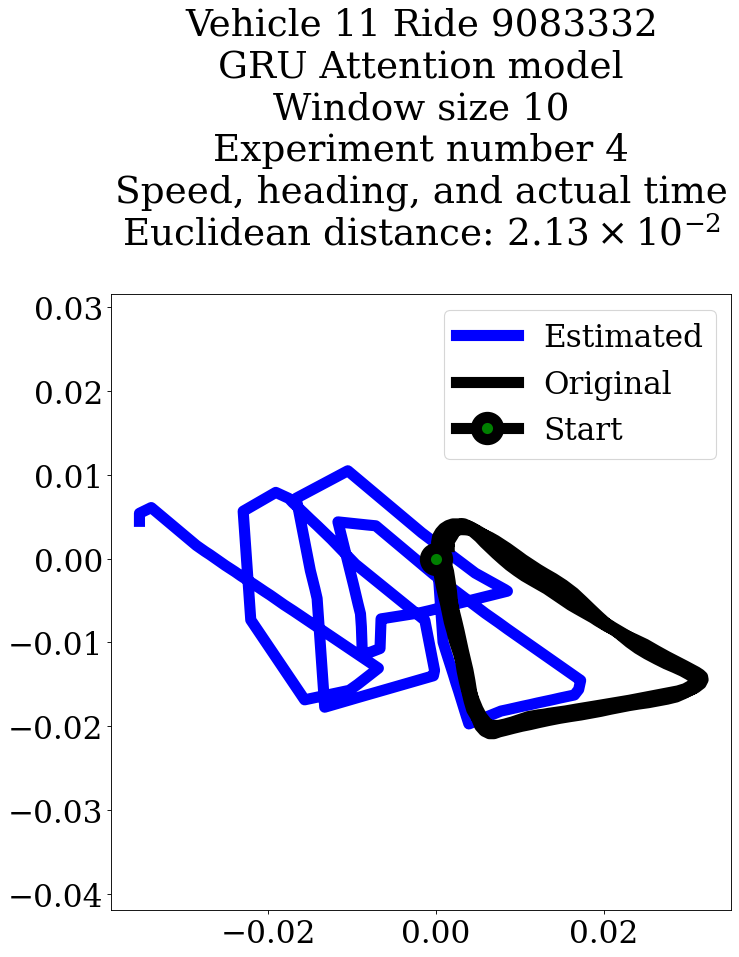 Vehicle 11 Ride 9083332
GRU Attention model
Window size 10
Experiment number 4
Speed, heading, and actual time
Euclidean distance: 2.13 × 10⁻²
0.03
0.02
0.01
0.00
−0.01
−0.02
−0.03
−0.04
Estimated
Original
Start
−0.02
0.00
0.02